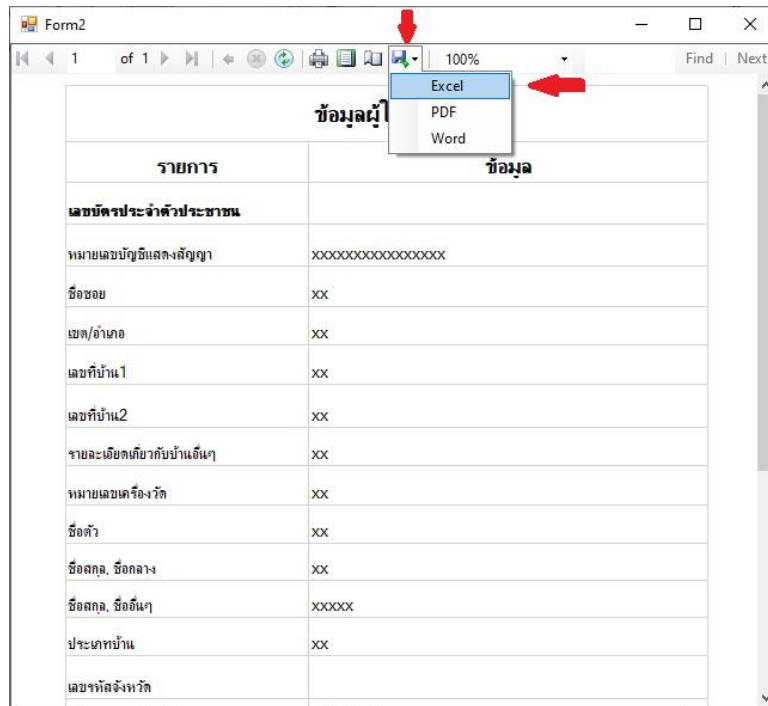 Form2
1 of 1 100% Find Next
Excel
PDF
Word
รายการ ข้อมูล
เลขบัตรประจำตัวประชาชน
หมายเลขบัญชีแสดงสัญญา xxxxxxxxxxxxxxxx
ชื่อซอย xx
เขต/อำเภอ xx
เลขที่บ้าน1 xx
เลขที่บ้าน2 xx
รายละเอียดเกี่ยวกับบ้านอื่นๆ xx
หมายเลขเครื่องวัด xx
ชื่อตัว xx
ชื่อสกุล, ชื่อกลาง xx
ชื่อสกุล, ชื่ออื่นๆ xxxxx
ประเภทบ้าน xx
เลขรหัสจังหวัด